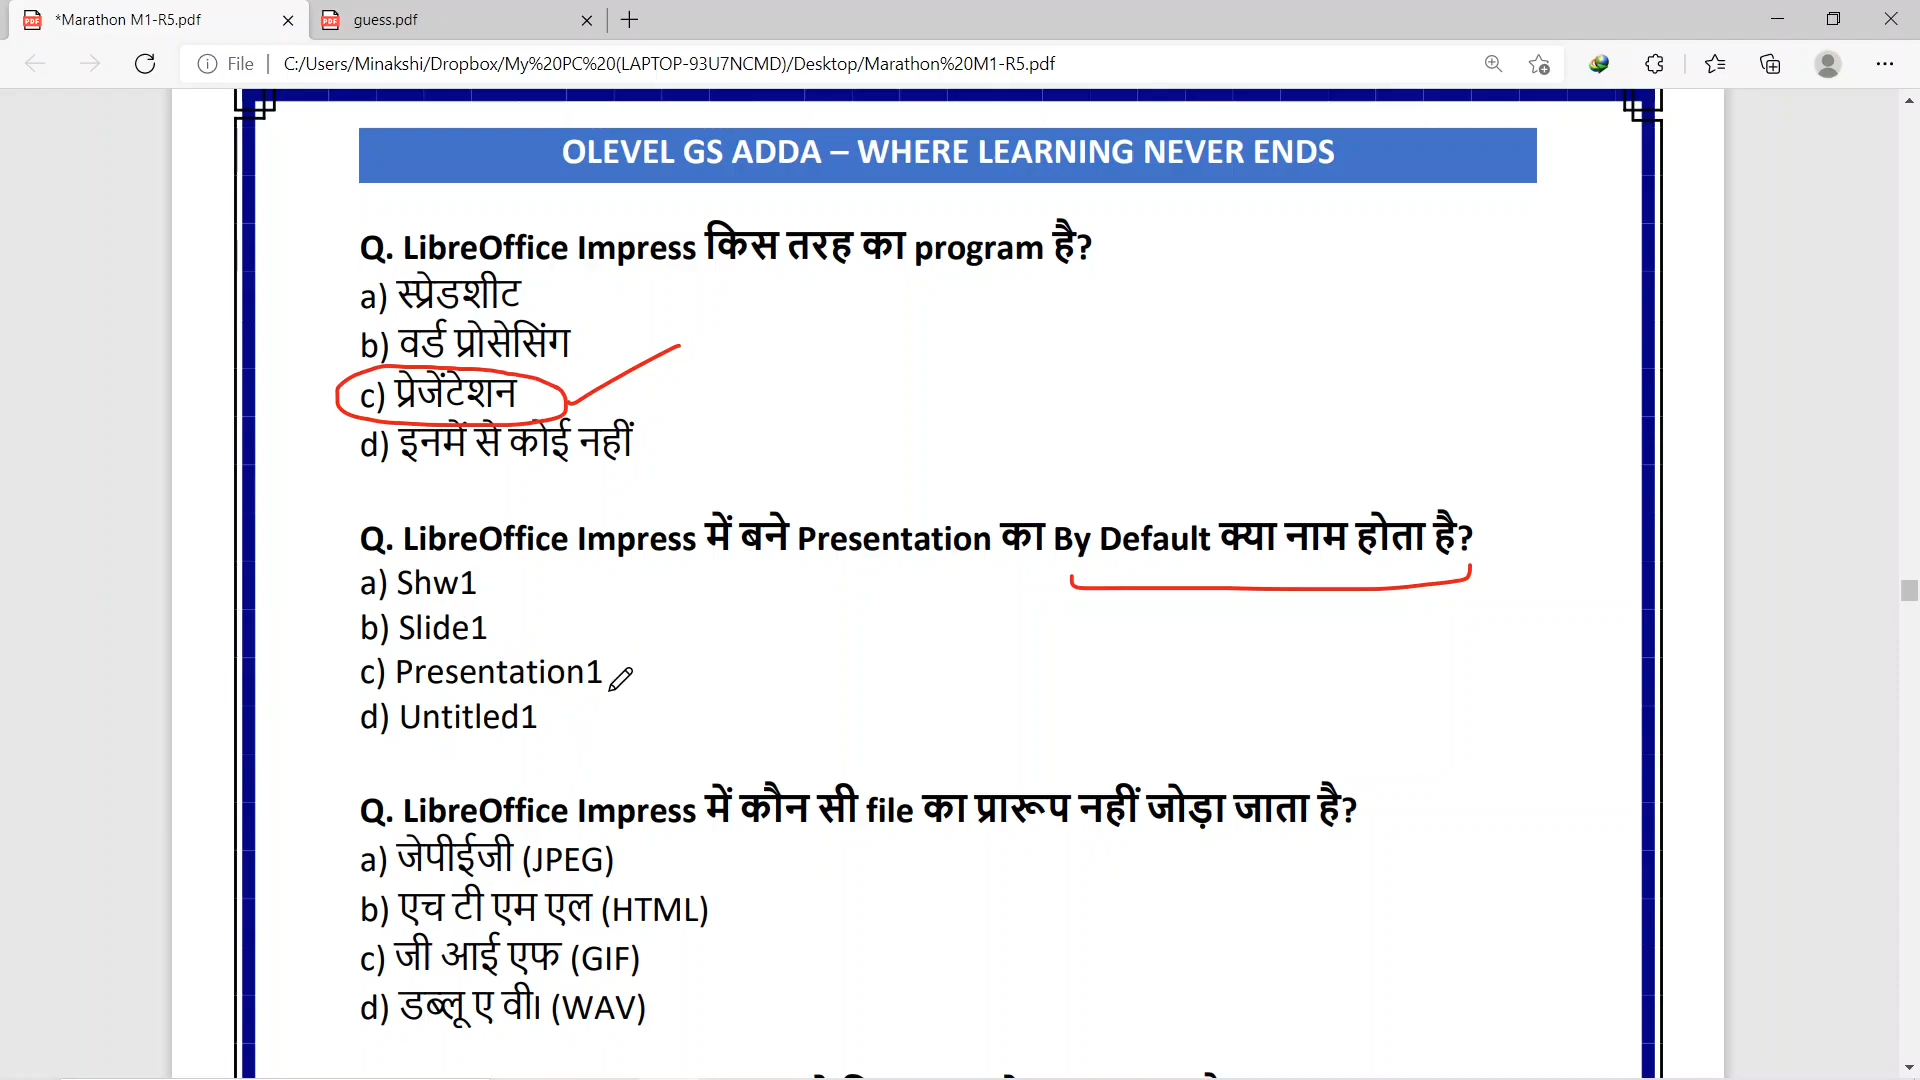 *Marathon M1-R5.pdf
guess.pdf
File
C:/Users/Minakshi/Dropbox/My%20PC%20(LAPTOP-93U7NCMD)/Desktop/Marathon%20M1-R5.pdf
OLEVEL GS ADDA – WHERE LEARNING NEVER ENDS
Q. LibreOffice Impress किस तरह का program है?
a) स्प्रेडशीट
b) वर्ड प्रोसेसिंग
c) प्रेजेंटेशन
d) इनमें से कोई नहीं
Q. LibreOffice Impress में बने Presentation का By Default क्या नाम होता है?
a) Shw1
b) Slide1
c) Presentation1
d) Untitled1
Q. LibreOffice Impress में कौन सी file का प्रारूप नहीं जोड़ा जाता है?
a) जेपीईजी (JPEG)
b) एच टी एम एल (HTML)
c) जी आई एफ (GIF)
d) डब्लू ए वी। (WAV)